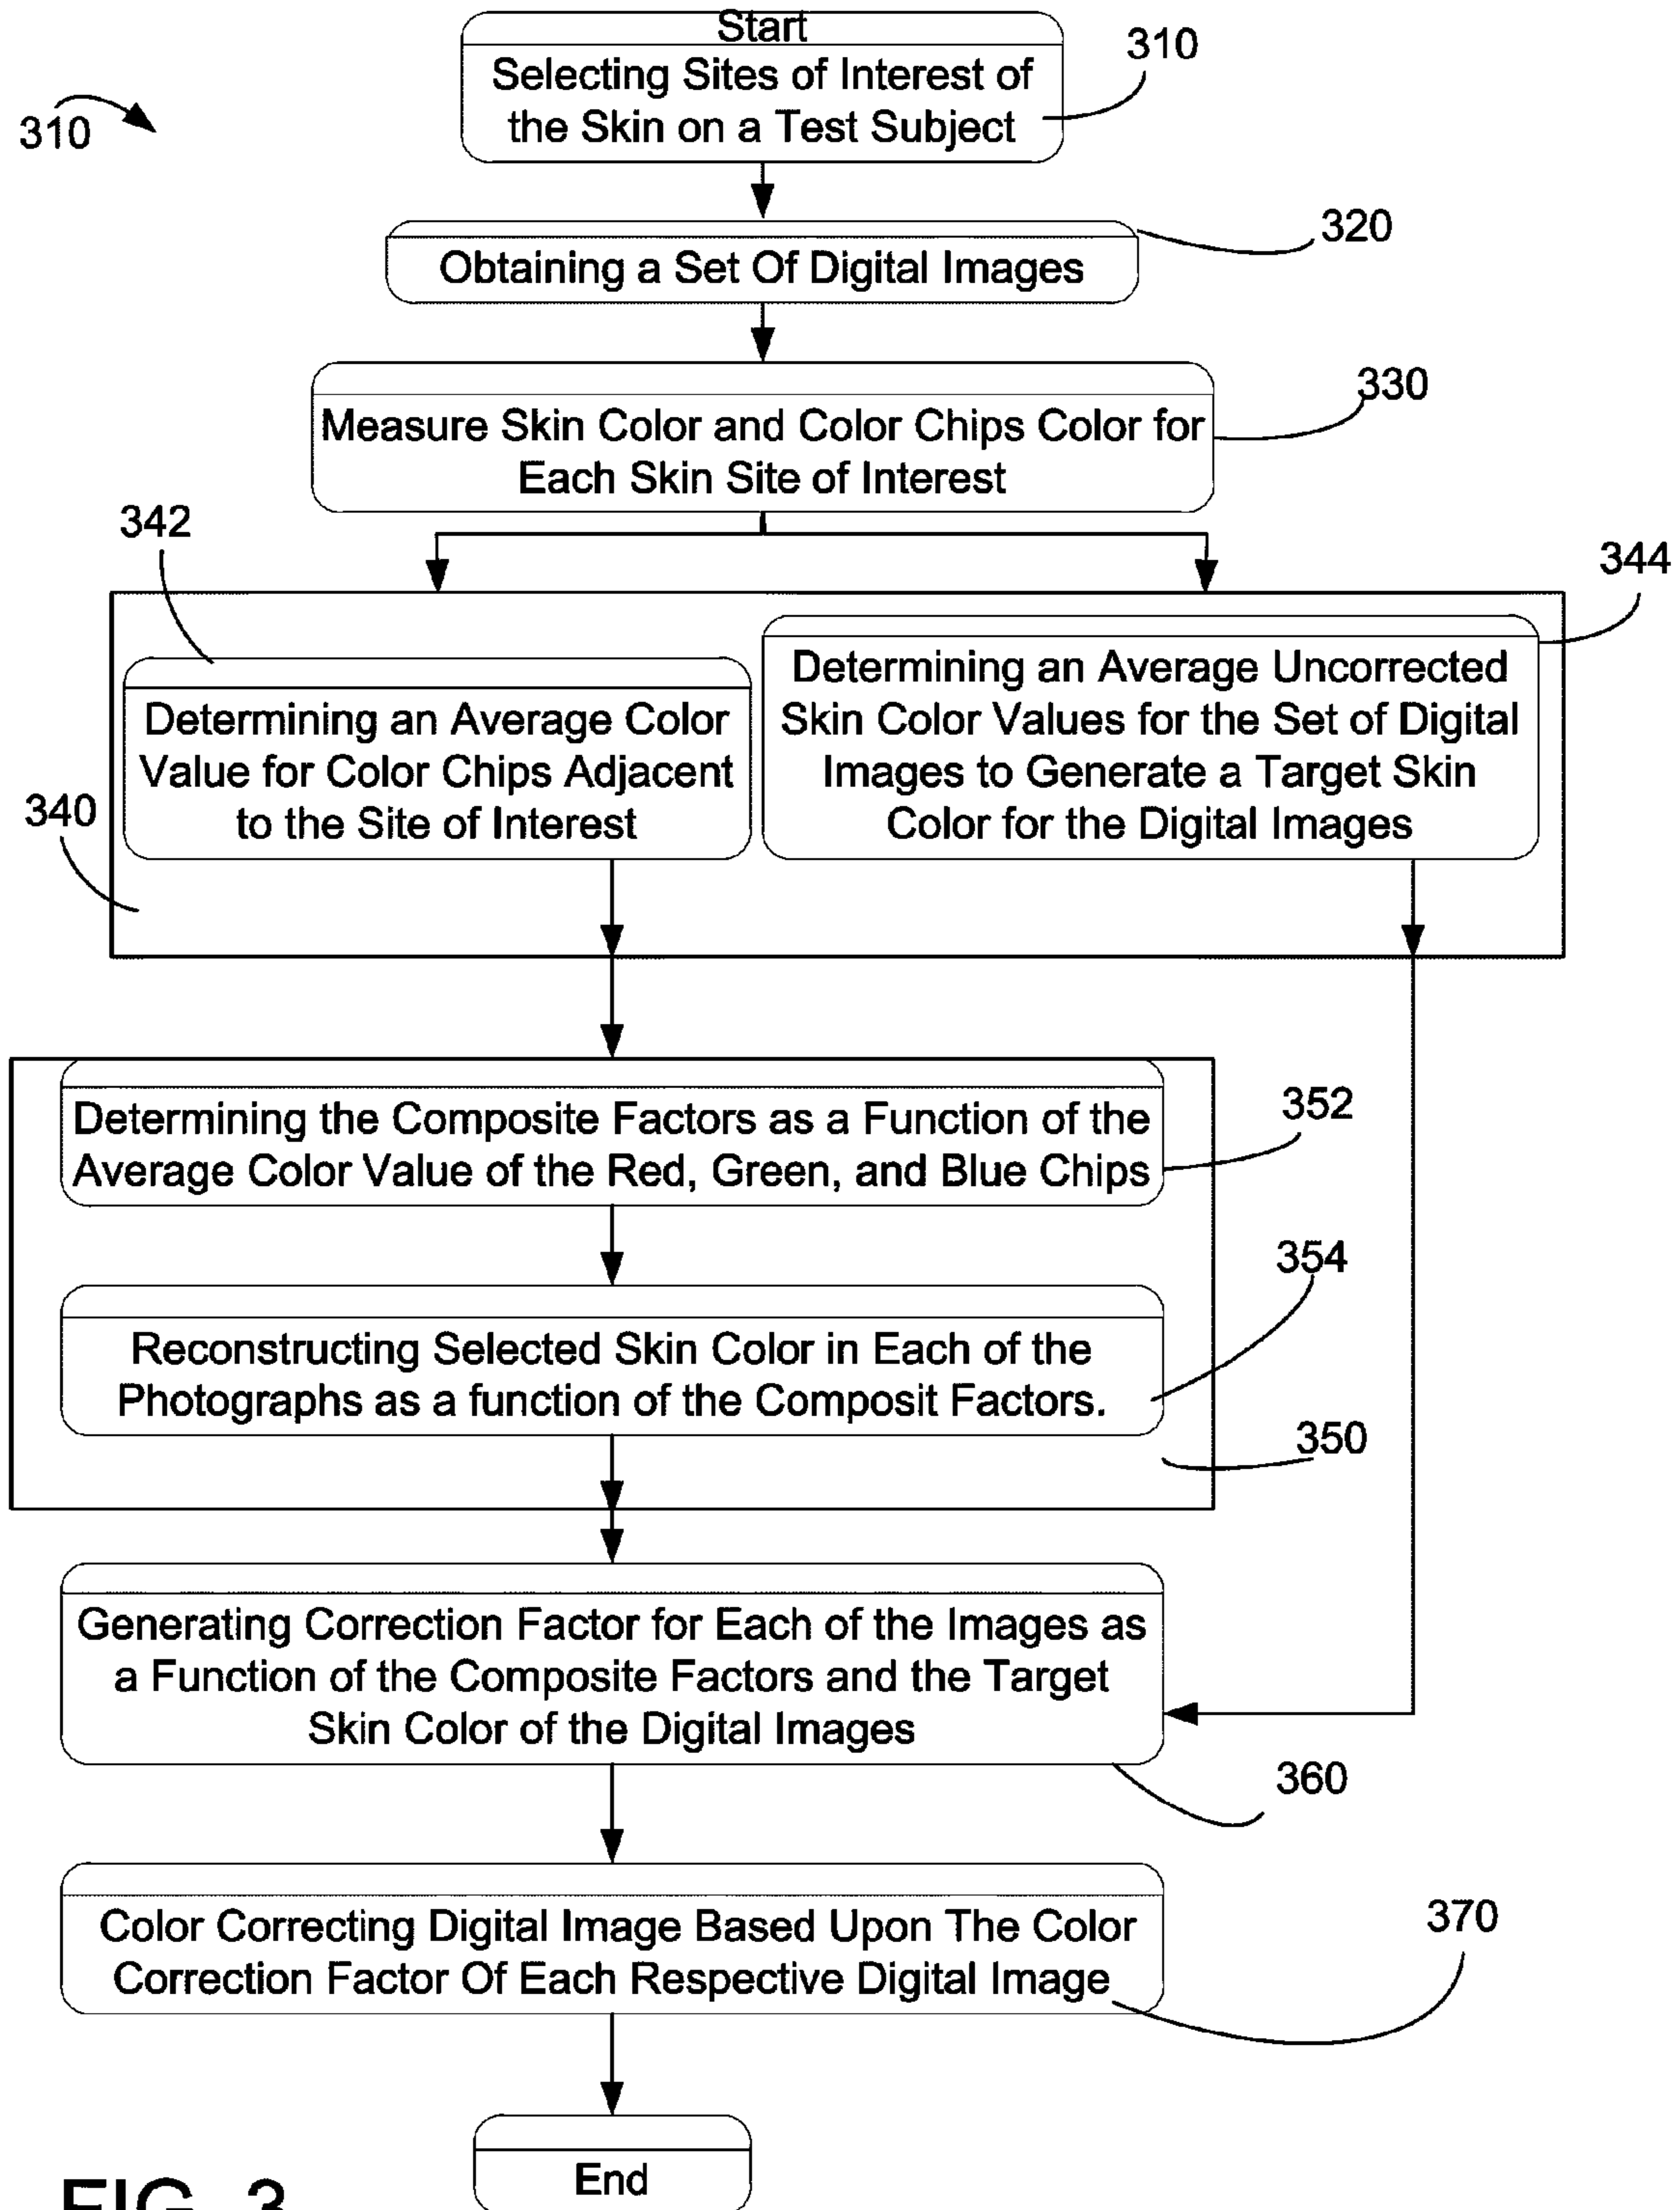 Start
310
Selecting Sites of Interest of
the Skin on a Test Subject
310
320
Obtaining a Set Of Digital Images
330
Measure Skin Color and Color Chips Color for
Each Skin Site of Interest
342
344
Determining an Average Color
Value for Color Chips Adjacent
to the Site of Interest
Determining an Average Uncorrected
Skin Color Values for the Set of Digital
Images to Generate a Target Skin
Color for the Digital Images
340
352
Determining the Composite Factors as a Function of the
Average Color Value of the Red, Green, and Blue Chips
354
Reconstructing Selected Skin Color in Each of the
Photographs as a function of the Composit Factors.
350
Generating Correction Factor for Each of the Images as
a Function of the Composite Factors and the Target
Skin Color of the Digital Images
360
370
Color Correcting Digital Image Based Upon The Color
Correction Factor Of Each Respective Digital Image
End
FIG. 3